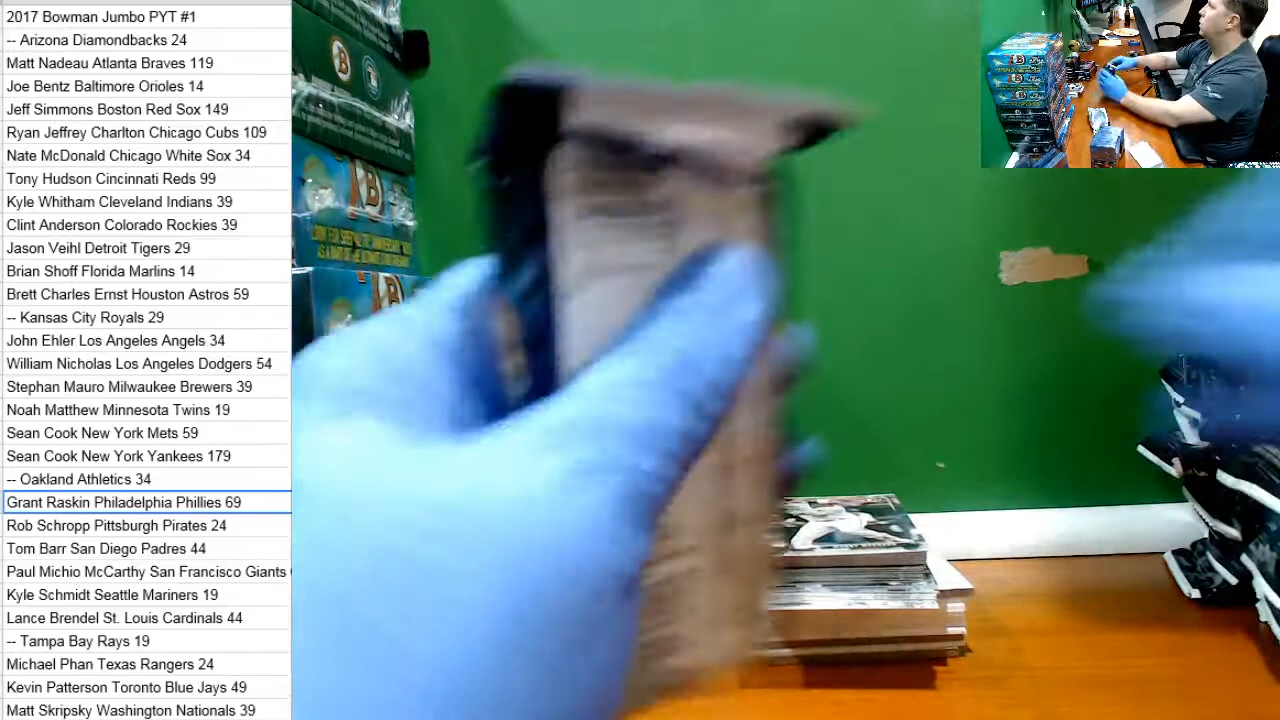 2017 Bowman Jumbo PYT #1
-- Arizona Diamondbacks 24
Matt Nadeau Atlanta Braves 119
Joe Bentz Baltimore Orioles 14
Jeff Simmons Boston Red Sox 149
Ryan Jeffrey Charlton Chicago Cubs 109
Nate McDonald Chicago White Sox 34
Tony Hudson Cincinnati Reds 99
Kyle Whitham Cleveland Indians 39
Clint Anderson Colorado Rockies 39
Jason Veihl Detroit Tigers 29
Brian Shoff Florida Marlins 14
Brett Charles Ernst Houston Astros 59
-- Kansas City Royals 29
John Ehler Los Angeles Angels 34
William Nicholas Los Angeles Dodgers 54
Stephan Mauro Milwaukee Brewers 39
Noah Matthew Minnesota Twins 19
Sean Cook New York Mets 59
Sean Cook New York Yankees 179
-- Oakland Athletics 34
Grant Raskin Philadelphia Phillies 69
Rob Schropp Pittsburgh Pirates 24
Tom Barr San Diego Padres 44
Paul Michio McCarthy San Francisco Giants
Kyle Schmidt Seattle Mariners 19
Lance Brendel St. Louis Cardinals 44
-- Tampa Bay Rays 19
Michael Phan Texas Rangers 24
Kevin Patterson Toronto Blue Jays 49
Matt Skripsky Washington Nationals 39